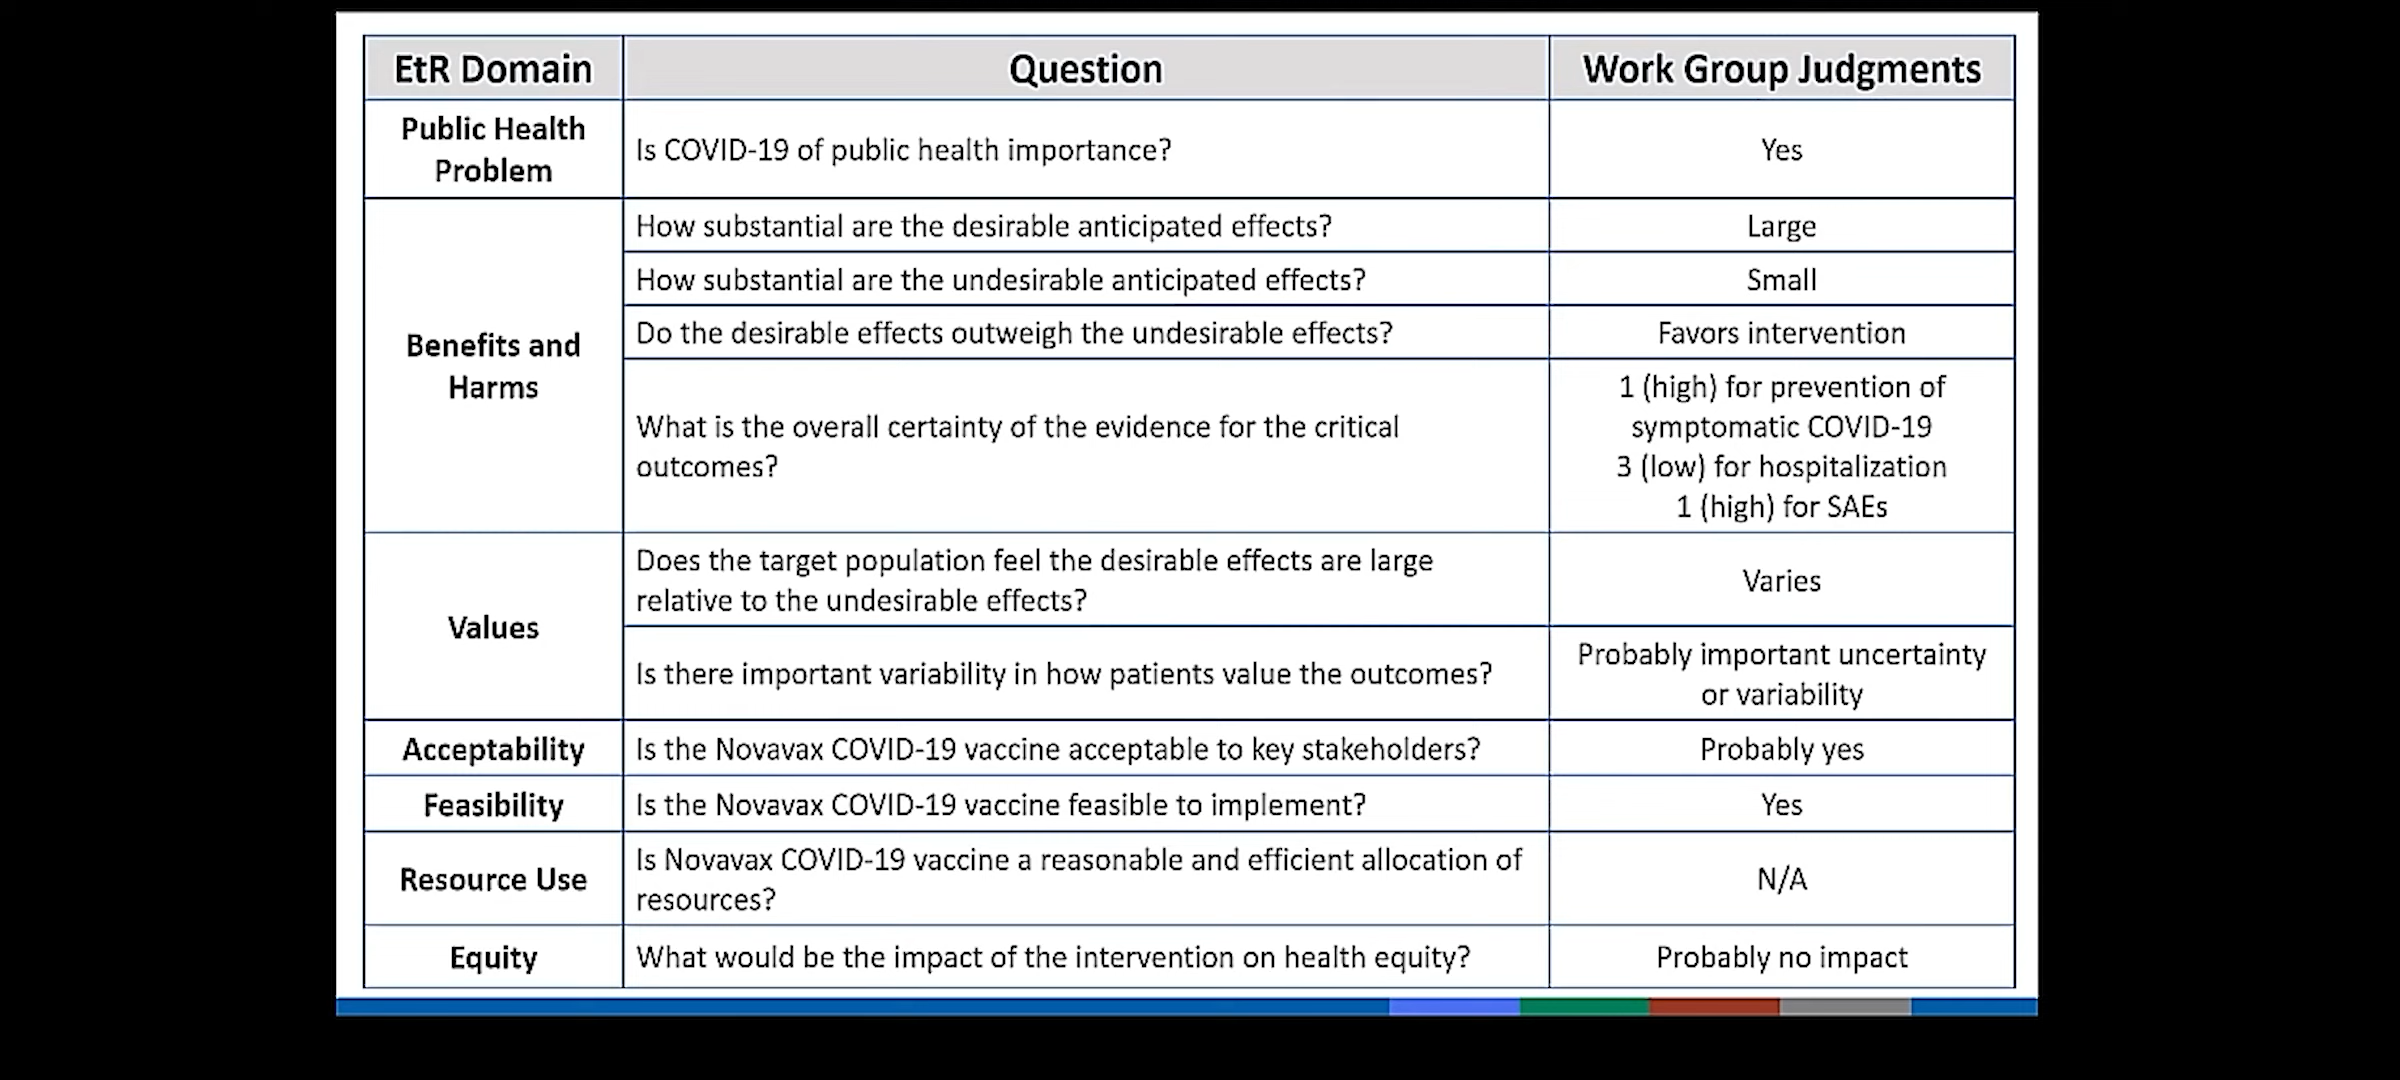 EtR Domain
Question
Work Group Judgments
Public Health
Problem
Is COVID-19 of public health importance?
Yes
Benefits and
Harms
How substantial are the desirable anticipated effects?
Large
How substantial are the undesirable anticipated effects?
Small
Do the desirable effects outweigh the undesirable effects?
Favors intervention
What is the overall certainty of the evidence for the critical
outcomes?
1 (high) for prevention of
symptomatic COVID-19
3 (low) for hospitalization
1 (high) for SAEs
Values
Does the target population feel the desirable effects are large
relative to the undesirable effects?
Varies
Is there important variability in how patients value the outcomes?
Probably important uncertainty
or variability
Acceptability
Is the Novavax COVID-19 vaccine acceptable to key stakeholders?
Probably yes
Feasibility
Is the Novavax COVID-19 vaccine feasible to implement?
Yes
Resource Use
Is Novavax COVID-19 vaccine a reasonable and efficient allocation of
resources?
N/A
Equity
What would be the impact of the intervention on health equity?
Probably no impact